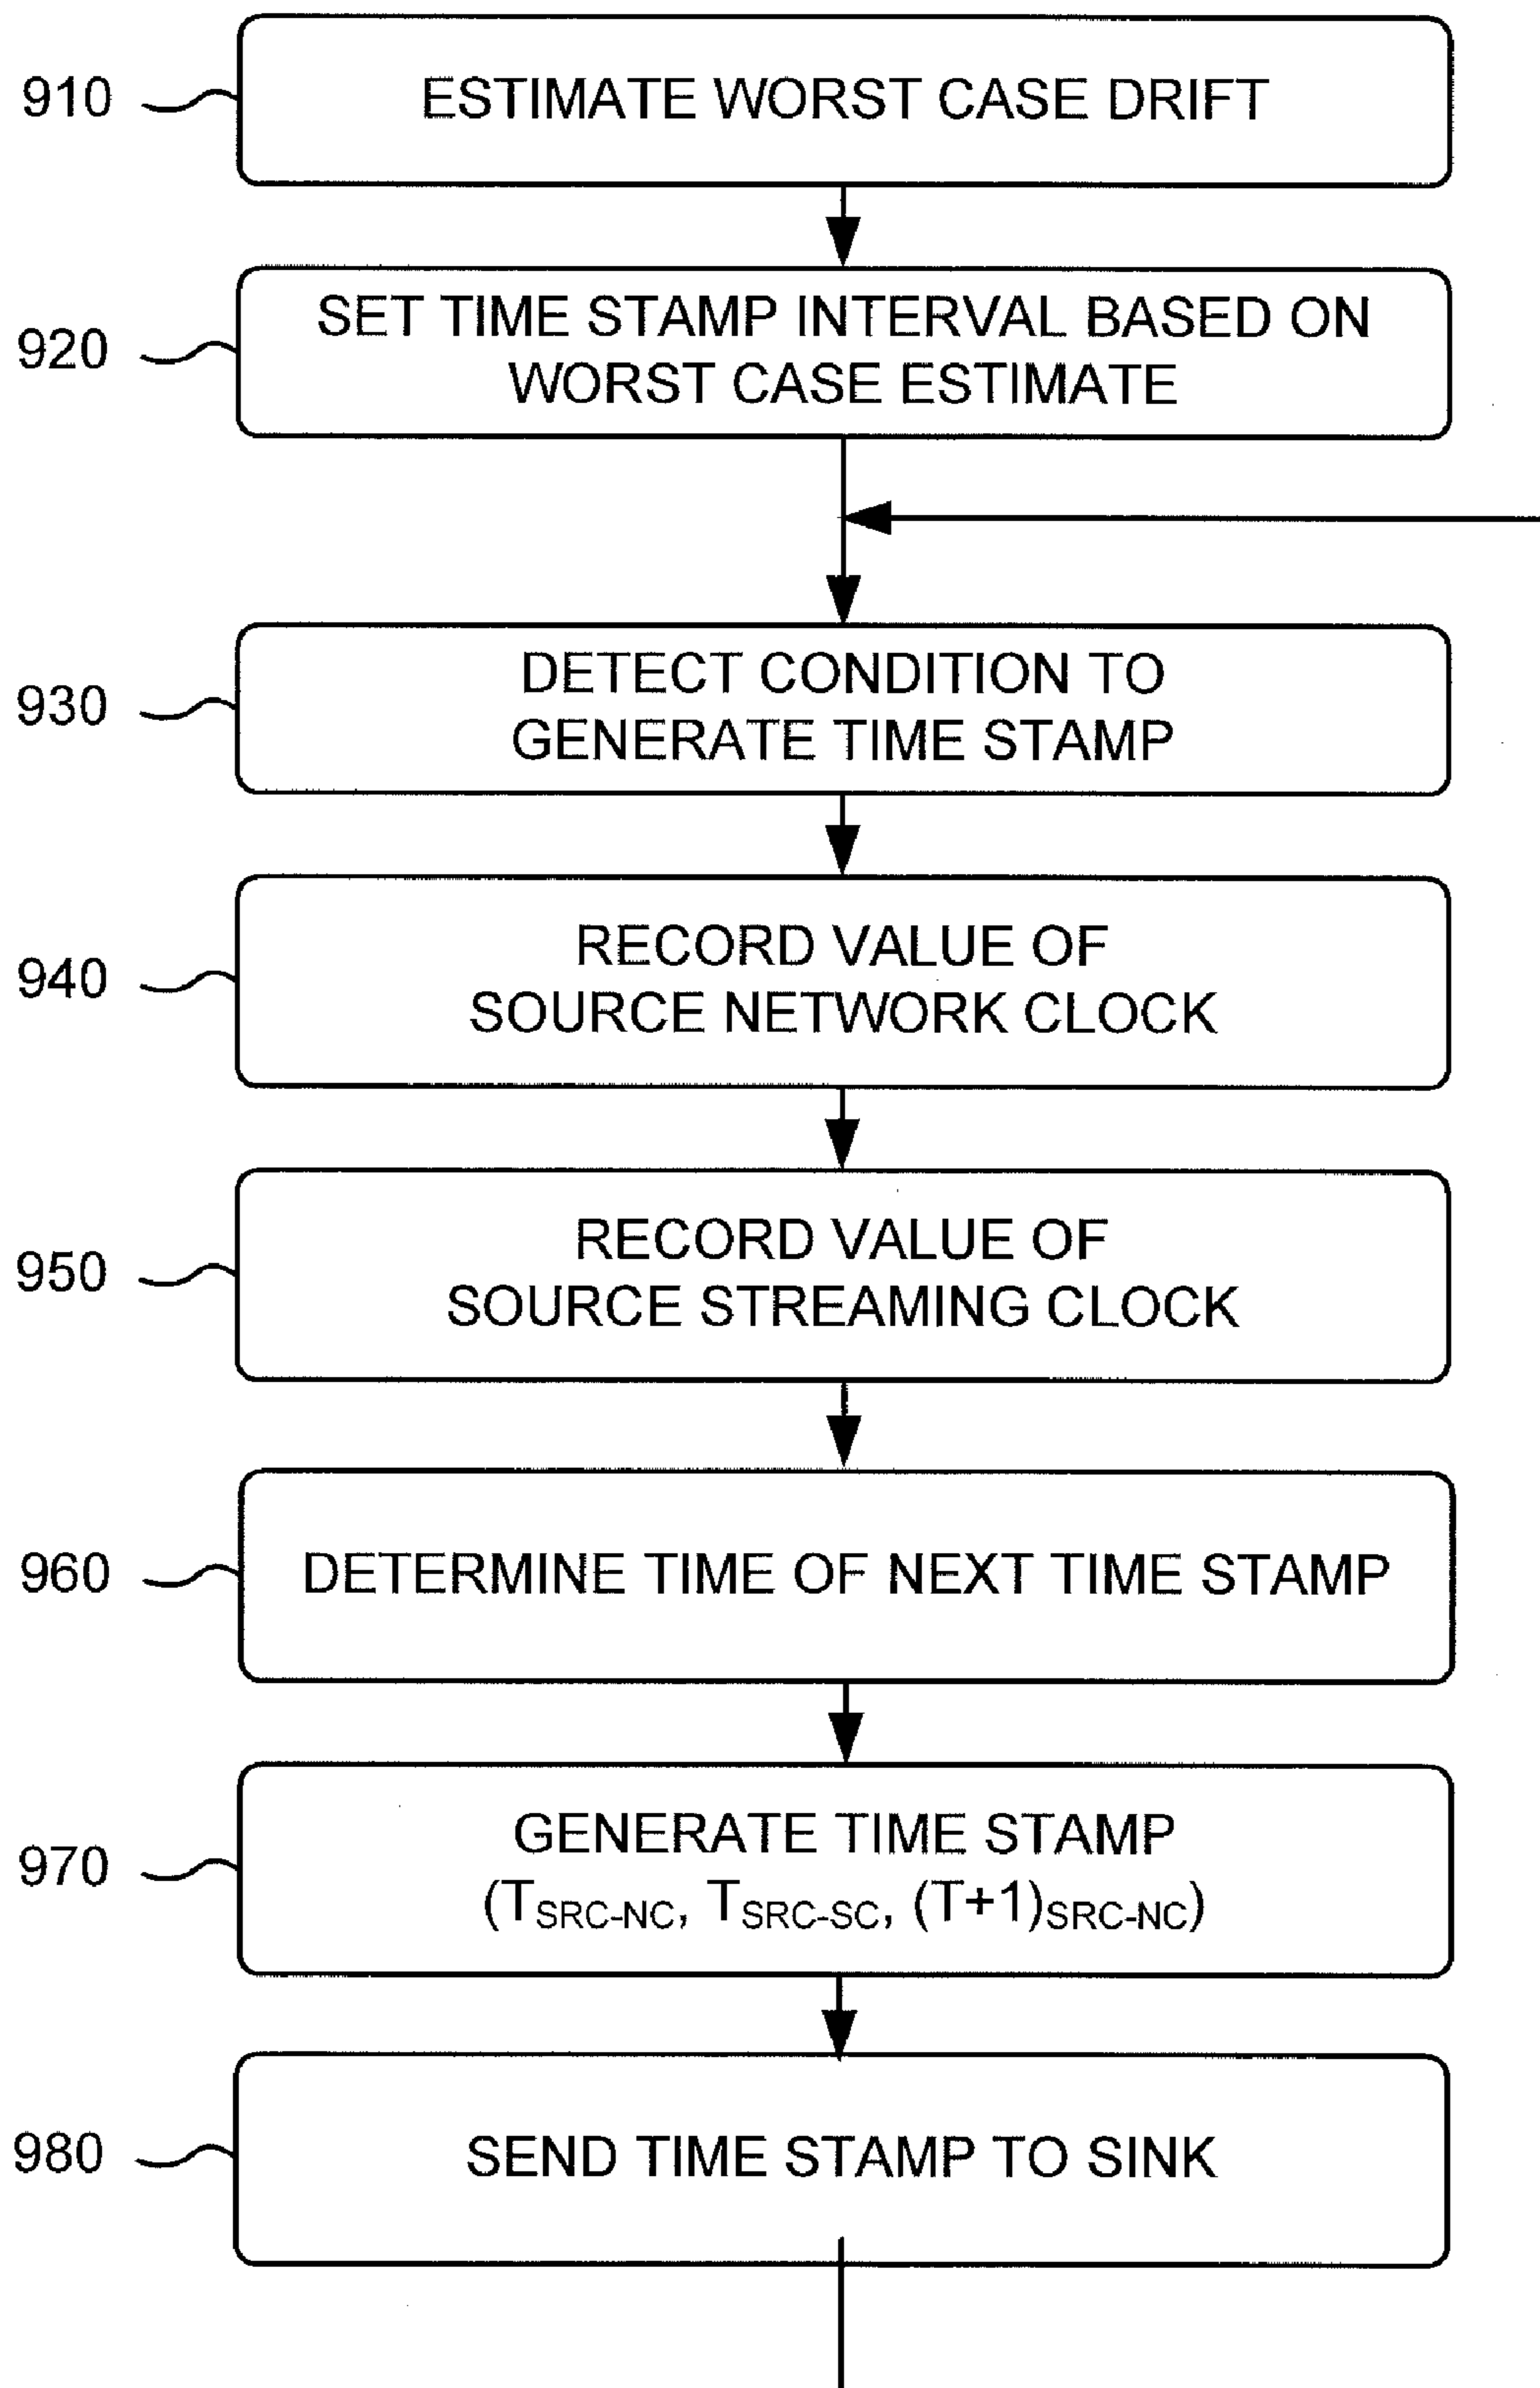 910
ESTIMATE WORST CASE DRIFT
920
SET TIME STAMP INTERVAL BASED ON
WORST CASE ESTIMATE
930
DETECT CONDITION TO
GENERATE TIME STAMP
940
RECORD VALUE OF
SOURCE NETWORK CLOCK
950
RECORD VALUE OF
SOURCE STREAMING CLOCK
960
DETERMINE TIME OF NEXT TIME STAMP
970
GENERATE TIME STAMP
(TSRC-NC, TSRC-SC, (T+1)SRC-NC)
980
SEND TIME STAMP TO SINK